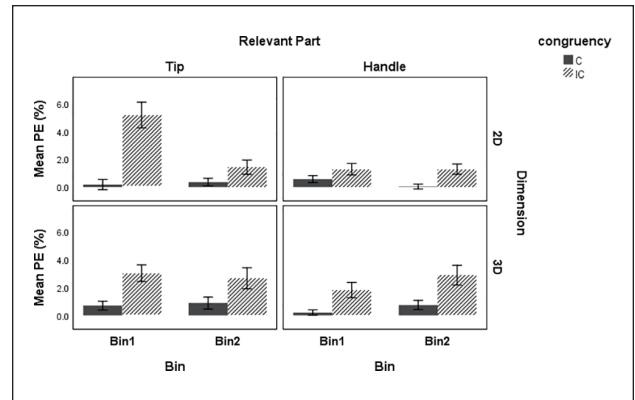 Relevant Part
congruency
Tip
Handle
C
IC
Mean PE (%)
6.0
4.0
2.0
0.0
2D
Dimension
Mean PE (%)
6.0
4.0
2.0
0.0
3D
Bin1
Bin2
Bin1
Bin2
Bin
Bin